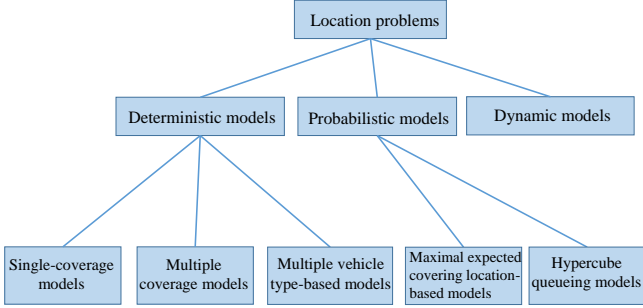 Location problems
Deterministic models
Probabilistic models
Dynamic models
Single-coverage
models
Multiple
coverage models
Multiple vehicle
type-based models
Maximal expected
covering location-
based models
Hypercube
queueing models